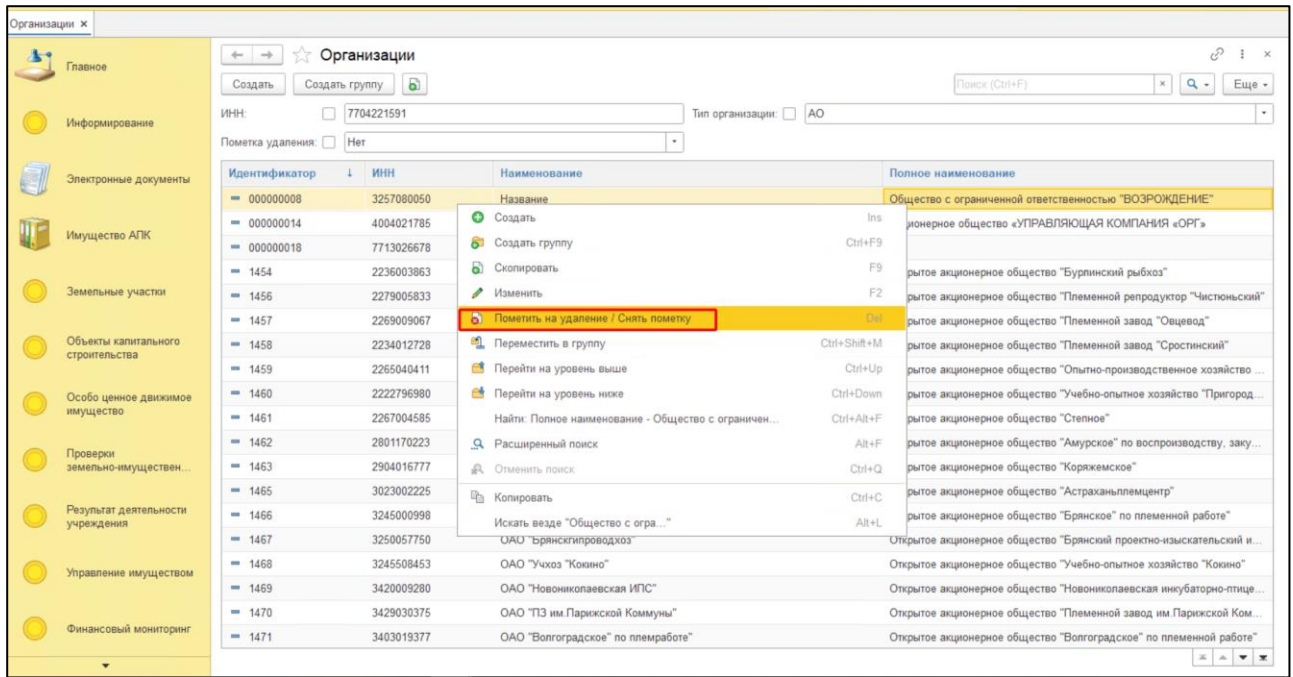 Организации ×
Главное
Информирование
Электронные документы
Имущество АПК
Земельные участки
Объекты капитального
строительства
Особо ценное движимое
имущество
Проверки
земельно-имуществен...
Результат деятельности
учреждения
Управление имуществом
Финансовый мониторинг
Организации
Создать Создать группу Поиск (Ctrl+F) × Еще
ИНН: 7704221591 Тип организации: АО
Пометка удаления: Нет
Идентификатор ↓ ИНН Наименование Полное наименование
000000008 3257080050 Название Общество с ограниченной ответственностью "ВОЗРОЖДЕНИЕ"
000000014 4004021785 ционерное общество «УПРАВЛЯЮЩАЯ КОМПАНИЯ «ОРГ»
000000018 7713026678
1454 2236003863 рытое акционерное общество "Бурлинский рыбхоз"
1456 2279005833 рытое акционерное общество "Племенной репродуктор "Чистюньский"
1457 2269009067 рытое акционерное общество "Племенной завод "Овцевод"
1458 2234012728 рытое акционерное общество "Племенной завод "Сростинский"
1459 2265040411 рытое акционерное общество "Опытно-производственное хозяйство ...
1460 2222796980 рытое акционерное общество "Учебно-опытное хозяйство "Пригород...
1461 2267004585 рытое акционерное общество "Степное"
1462 2801170223 рытое акционерное общество "Амурское" по воспроизводству, заку...
1463 2904016777 рытое акционерное общество "Коряжемское"
1465 3023002225 рытое акционерное общество "Астраханьплемцентр"
1466 3245000998 рытое акционерное общество "Брянское" по племенной работе"
1467 3250057750 ОАО "Брянскгипроводхоз" Открытое акционерное общество "Брянский проектно-изыскательский и...
1468 3245508453 ОАО "Учхоз "Кокино" Открытое акционерное общество "Учебно-опытное хозяйство "Кокино"
1469 3420009280 ОАО "Новониколаевская ИПС" Открытое акционерное общество "Новониколаевская инкубаторно-птице...
1470 3429030375 ОАО "ПЗ им.Парижской Коммуны" Открытое акционерное общество "Племенной завод им.Парижской Ком...
1471 3403019377 ОАО "Волгоградское" по племработе" Открытое акционерное общество "Волгоградское" по племенной работе"
Создать Ins
Создать группу Ctrl+F9
Скопировать F9
Изменить F2
Пометить на удаление / Снять пометку Del
Переместить в группу Ctrl+Shift+M
Перейти на уровень выше Ctrl+Up
Перейти на уровень ниже Ctrl+Down
Найти: Полное наименование - Общество с ограничен... Ctrl+Alt+F
Расширенный поиск Alt+F
Отменить поиск Ctrl+Q
Копировать Ctrl+C
Искать везде "Общество с огра..." Alt+L